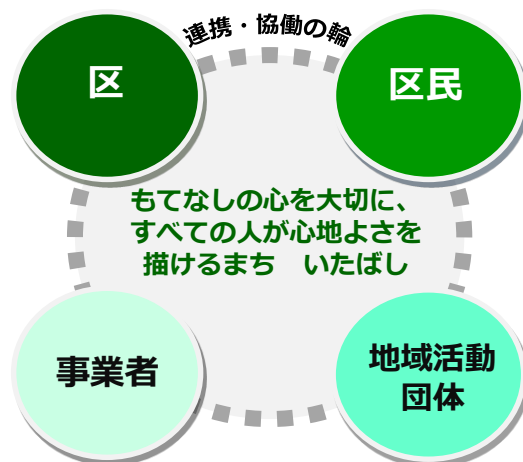 連携・協働の輪
区
区民
もてなしの心を大切に、
すべての人が心地よさを
描けるまち　いたばし
事業者
地域活動
団体